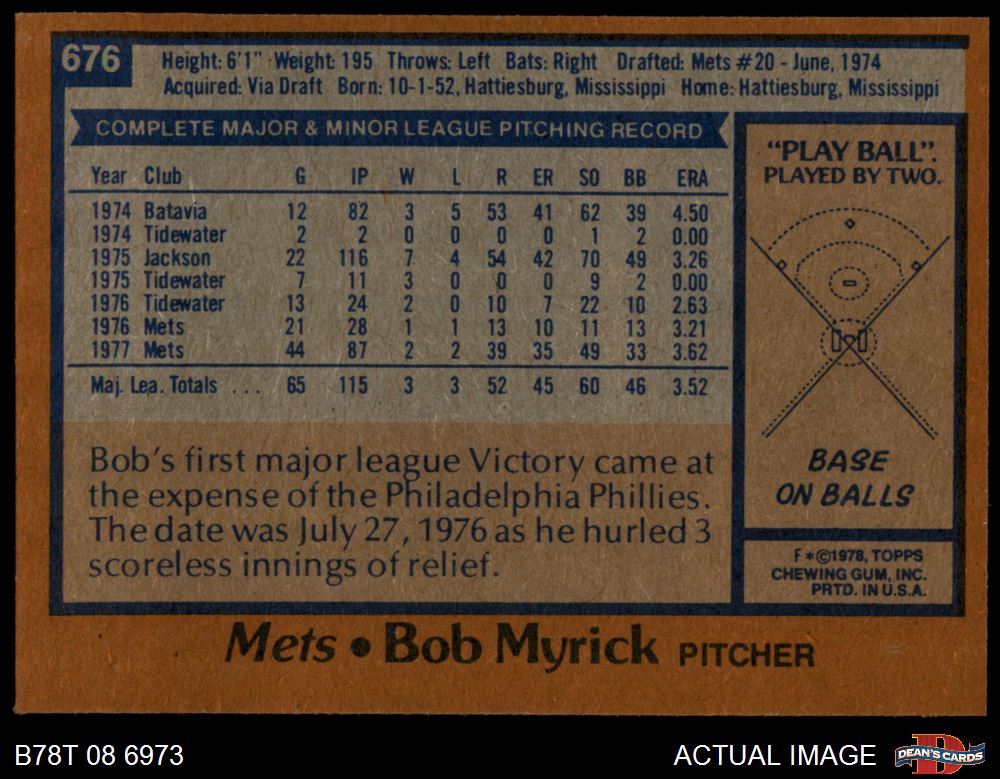 676
Height: 6'1" Weight: 195 Throws: Left Bats: Right Drafted: Mets #20 - June, 1974
Acquired: Via Draft Born: 10-1-52, Hattiesburg, Mississippi Home: Hattiesburg, Mississippi
COMPLETE MAJOR & MINOR LEAGUE PITCHING RECORD
Year Club G IP W L R ER SO BB ERA
1974 Batavia 12 82 3 5 53 41 62 39 4.50
1974 Tidewater 2 2 0 0 0 0 1 2 0.00
1975 Jackson 22 116 7 4 54 42 70 49 3.26
1975 Tidewater 7 11 3 0 0 0 9 2 0.00
1976 Tidewater 13 24 2 0 10 7 22 10 2.63
1976 Mets 21 28 1 1 13 10 11 13 3.21
1977 Mets 44 87 2 2 39 35 49 33 3.62
Maj. Lea. Totals . . . 65 115 3 3 52 45 60 46 3.52
Bob's first major league Victory came at
the expense of the Philadelphia Phillies.
The date was July 27, 1976 as he hurled 3
scoreless innings of relief.
"PLAY BALL".
PLAYED BY TWO.
BASE
ON BALLS
F*©1978, TOPPS
CHEWING GUM, INC.
PRTD. IN U.S.A.
Mets • Bob Myrick PITCHER
B78T 08 6973
ACTUAL IMAGE
DEAN'S CARDS